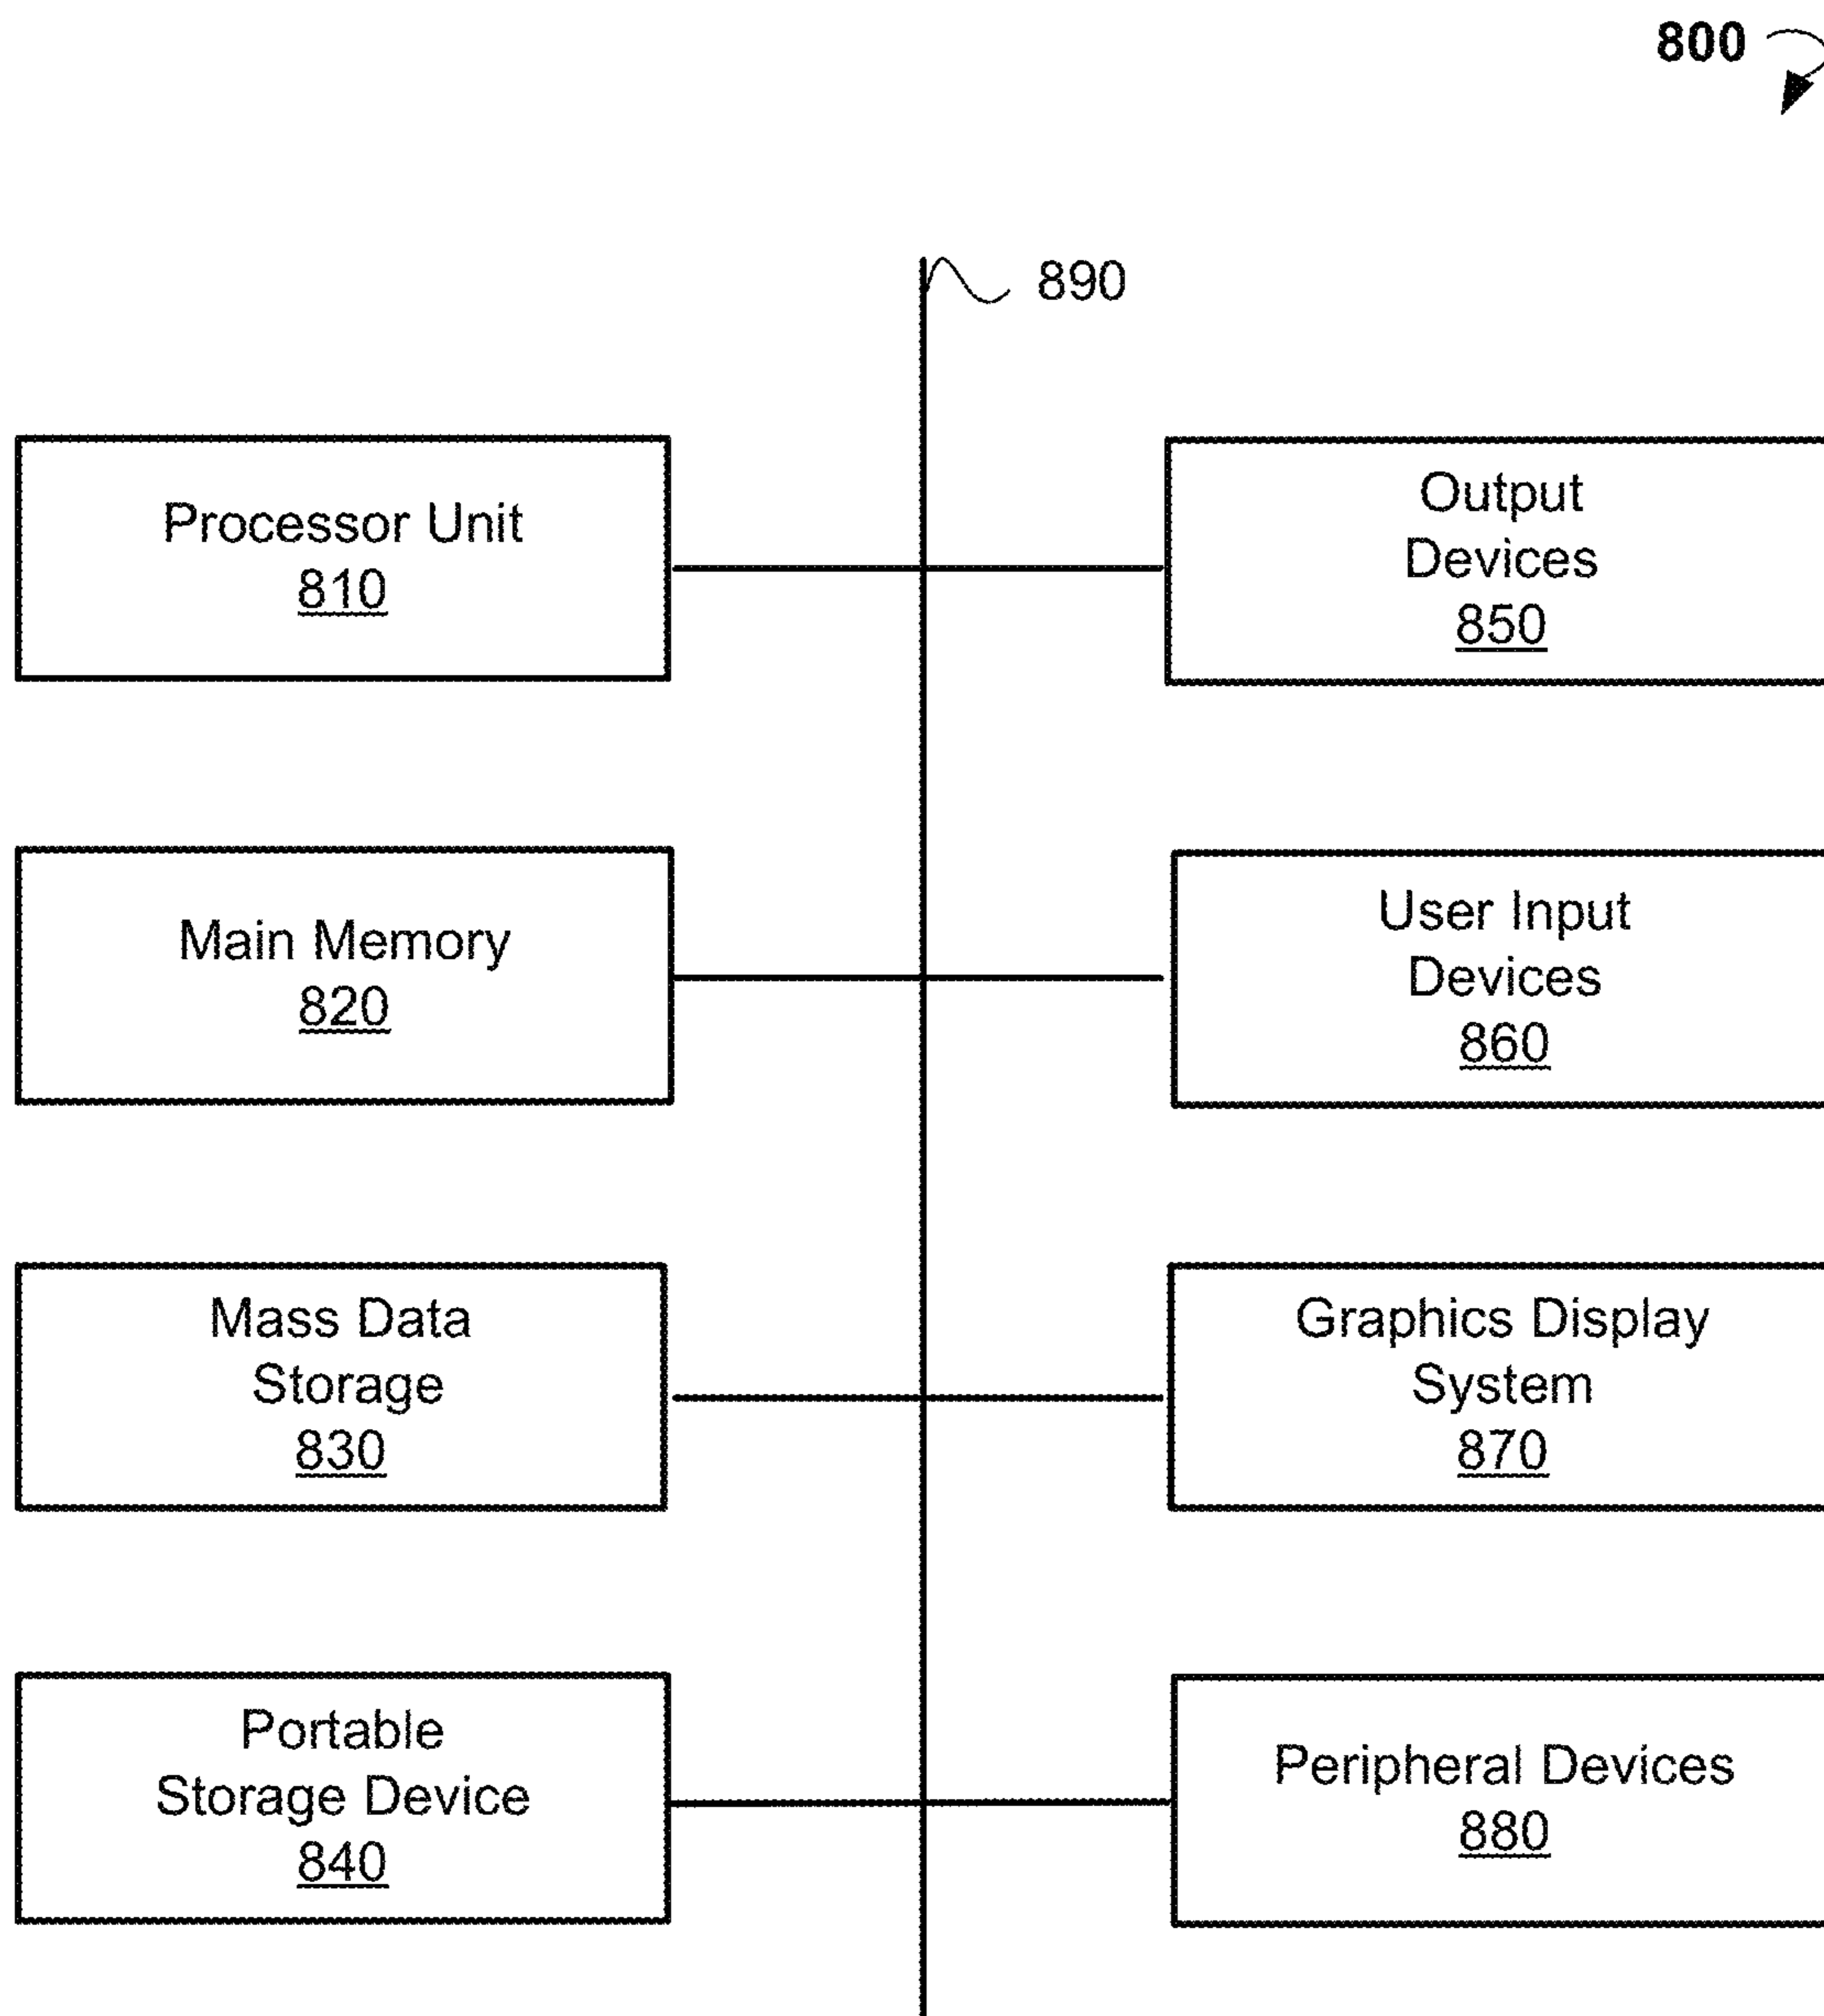 800
890
Processor Unit
810
Output
Devices
850
Main Memory
820
User Input
Devices
860
Mass Data
Storage
830
Graphics Display
System
870
Portable
Storage Device
840
Peripheral Devices
880